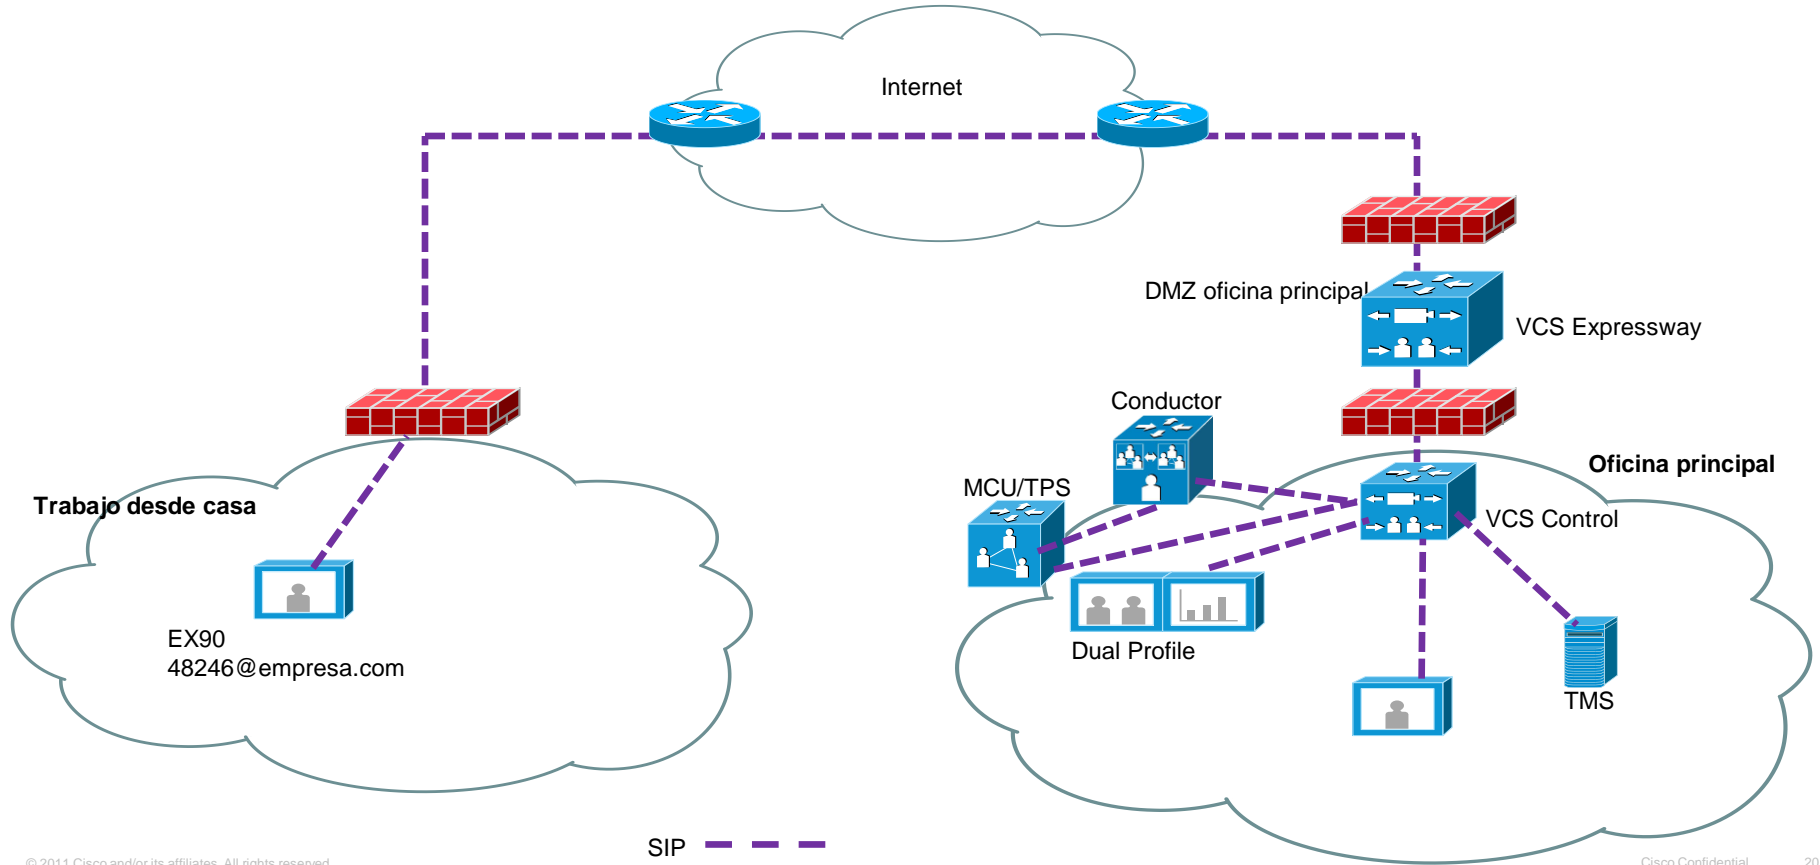 Internet
DMZ oficina principal
VCS Expressway
Conductor
Oficina principal
MCU/TPS
Trabajo desde casa
VCS Control
EX90
48246@empresa.com
Dual Profile
TMS
SIP
© 2011 Cisco and/or its affiliates. All rights reserved.
Cisco Confidential
20